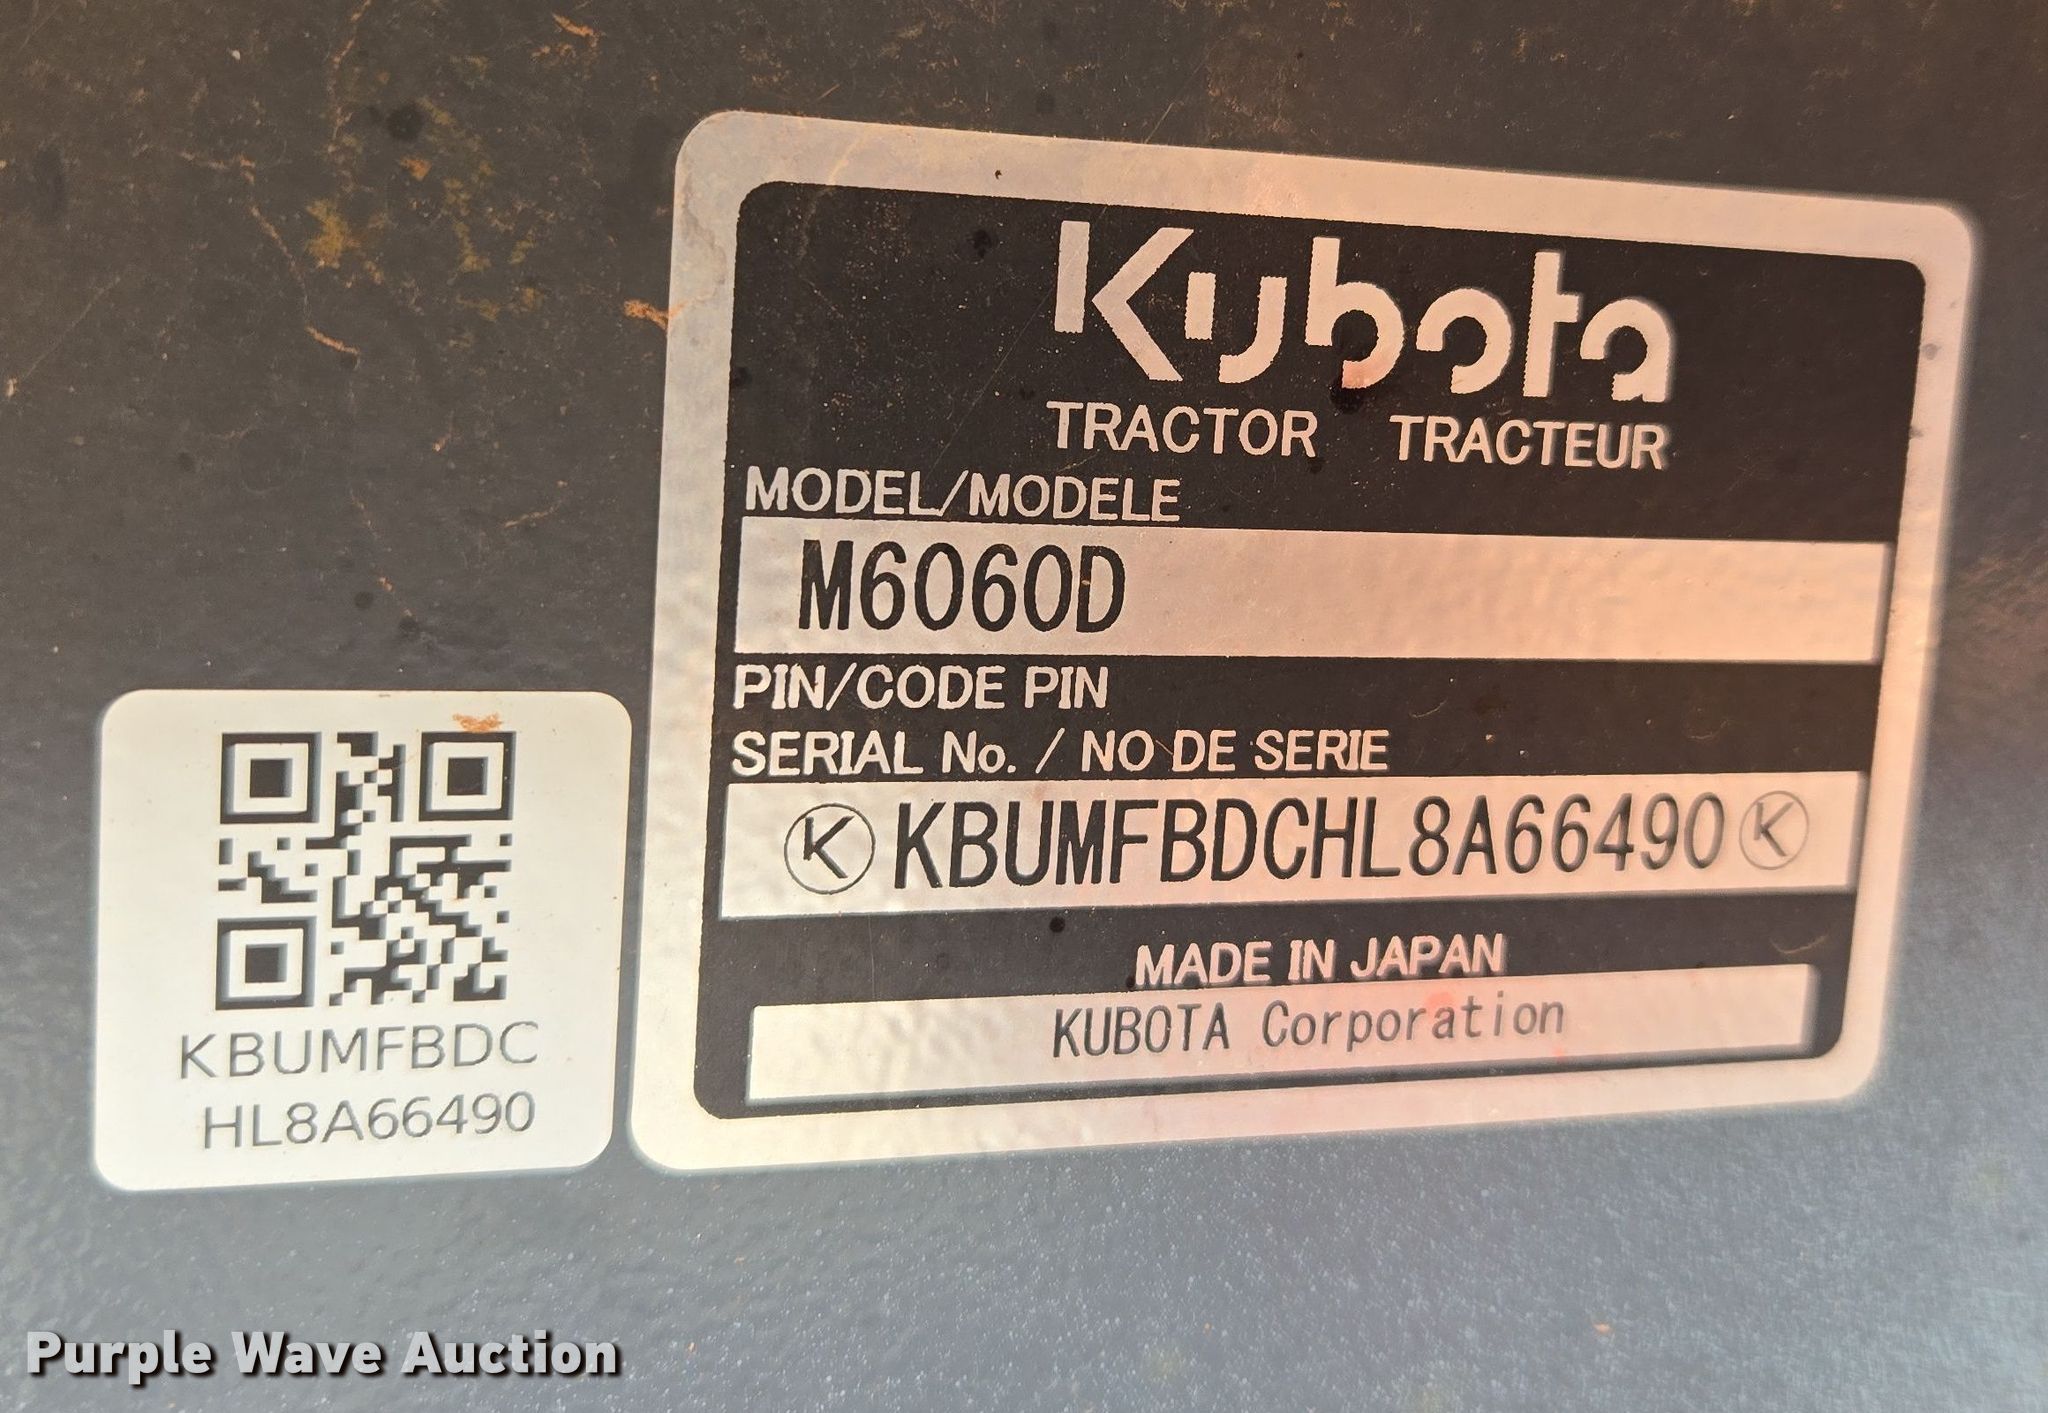 Kubota
TRACTOR TRACTEUR
MODEL/MODELE
M6060D
PIN/CODE PIN
SERIAL No. / NO DE SERIE
Ⓚ KBUMFBDCHL8A66490 Ⓚ
MADE IN JAPAN
KUBOTA Corporation
KBUMFBDC
HL8A66490
Purple Wave Auction